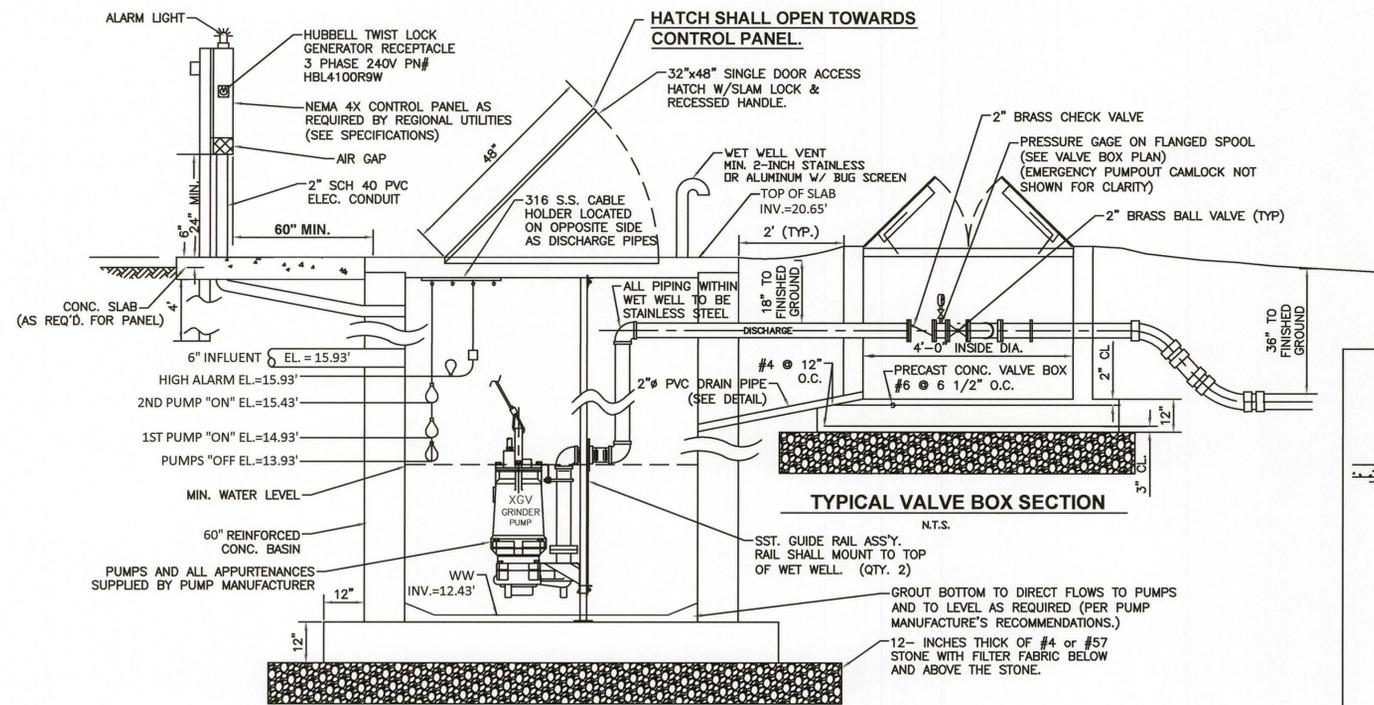 ALARM LIGHT
HUBBELL TWIST LOCK
GENERATOR RECEPTACLE
3 PHASE 240V PN#
HBL4100R9W
NEMA 4X CONTROL PANEL AS
REQUIRED BY REGIONAL UTILITIES
(SEE SPECIFICATIONS)
AIR GAP
2" SCH 40 PVC
ELEC. CONDUIT
24" MIN.
6"
60" MIN.
4'
CONC. SLAB
(AS REQ'D. FOR PANEL)
HATCH SHALL OPEN TOWARDS
CONTROL PANEL.
32"x48" SINGLE DOOR ACCESS
HATCH W/SLAM LOCK &
RECESSED HANDLE.
48"
316 S.S. CABLE
HOLDER LOCATED
ON OPPOSITE SIDE
AS DISCHARGE PIPES
WET WELL VENT
MIN. 2-INCH STAINLESS
OR ALUMINUM W/ BUG SCREEN
TOP OF SLAB
INV.=20.65'
2' (TYP.)
2" BRASS CHECK VALVE
PRESSURE GAGE ON FLANGED SPOOL
(SEE VALVE BOX PLAN)
(EMERGENCY PUMPOUT CAMLOCK NOT
SHOWN FOR CLARITY)
2" BRASS BALL VALVE (TYP)
ALL PIPING WITHIN
WET WELL TO BE
STAINLESS STEEL
18" TO
FINISHED
GROUND
DISCHARGE
36" TO
FINISHED
GROUND
4'-0" INSIDE DIA.
#4 @ 12"
O.C.
PRECAST CONC. VALVE BOX
#6 @ 6 1/2" O.C.
2" CL.
12"
3" CL.
2"ø PVC DRAIN PIPE
(SEE DETAIL)
6" INFLUENT
EL. = 15.93'
HIGH ALARM EL.=15.93'
2ND PUMP "ON" EL.=15.43'
1ST PUMP "ON" EL.=14.93'
PUMPS "OFF EL.=13.93'
MIN. WATER LEVEL
60" REINFORCED
CONC. BASIN
PUMPS AND ALL APPURTENANCES
SUPPLIED BY PUMP MANUFACTURER
XGV
GRINDER
PUMP
WW
INV.=12.43'
12"
12"
TYPICAL VALVE BOX SECTION
N.T.S.
SST. GUIDE RAIL ASS'Y.
RAIL SHALL MOUNT TO TOP
OF WET WELL. (QTY. 2)
GROUT BOTTOM TO DIRECT FLOWS TO PUMPS
AND TO LEVEL AS REQUIRED (PER PUMP
MANUFACTURE'S RECOMMENDATIONS.)
12- INCHES THICK OF #4 or #57
STONE WITH FILTER FABRIC BELOW
AND ABOVE THE STONE.